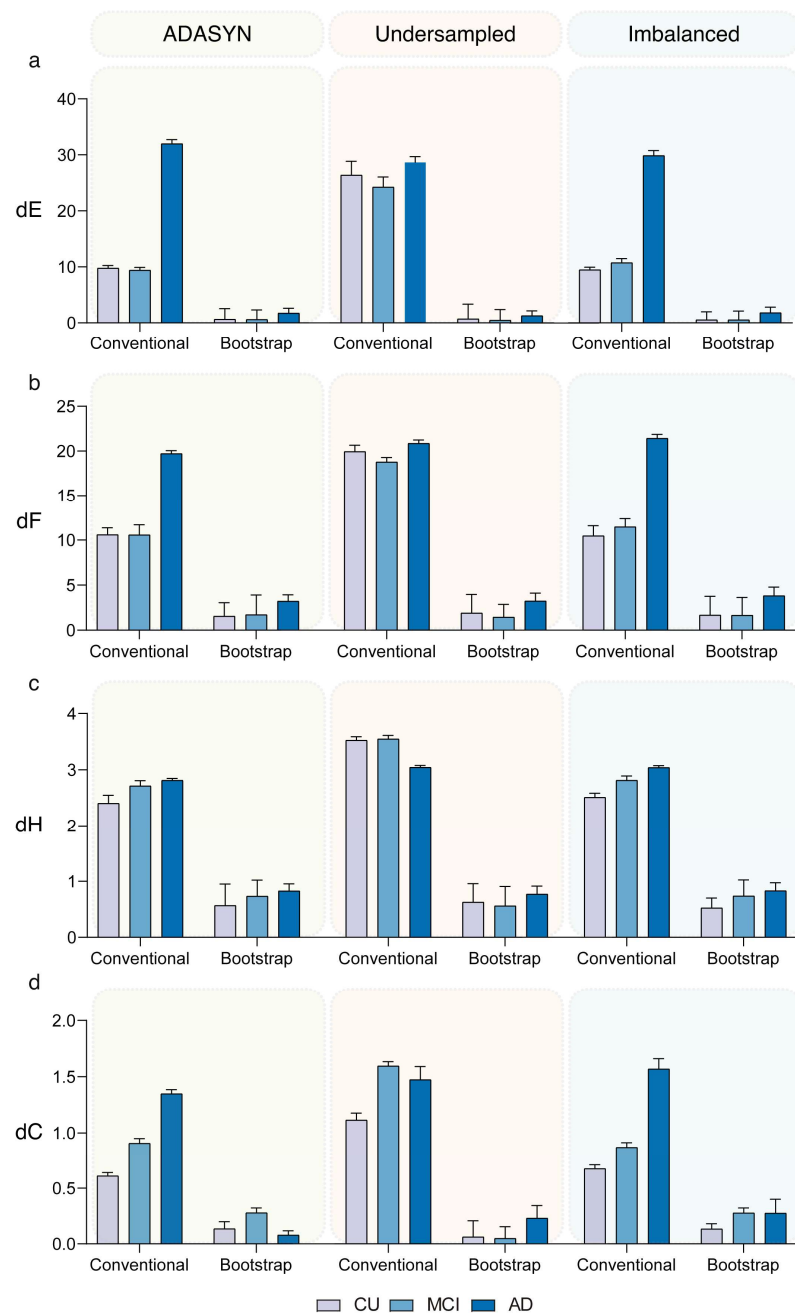 ADASYN Undersampled Imbalanced
a
40
30
dE
20
10
0
Conventional Bootstrap Conventional Bootstrap Conventional Bootstrap
b
25
20
15
dF
10
5
0
Conventional Bootstrap Conventional Bootstrap Conventional Bootstrap
c
4
3
dH
2
1
0
Conventional Bootstrap Conventional Bootstrap Conventional Bootstrap
d
2.0
1.5
dC
1.0
0.5
0.0
Conventional Bootstrap Conventional Bootstrap Conventional Bootstrap
CU MCI AD